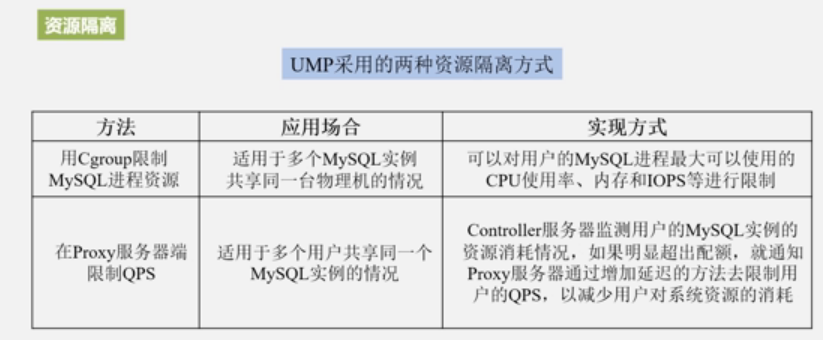 资源隔离
UMP采用的两种资源隔离方式
方法
应用场合
实现方式
用Cgroup限制
MySQL进程资源
适用于多个MySQL实例
共享同一台物理机的情况
可以对用户的MySQL进程最大可以使用的
CPU使用率、内存和IOPS等进行限制
在Proxy服务器端
限制QPS
适用于多个用户共享同一个
MySQL实例的情况
Controller服务器监测用户的MySQL实例的
资源消耗情况，如果明显超出配额，就通知
Proxy服务器通过增加延迟的方法去限制用
户的QPS，以减少用户对系统资源的消耗